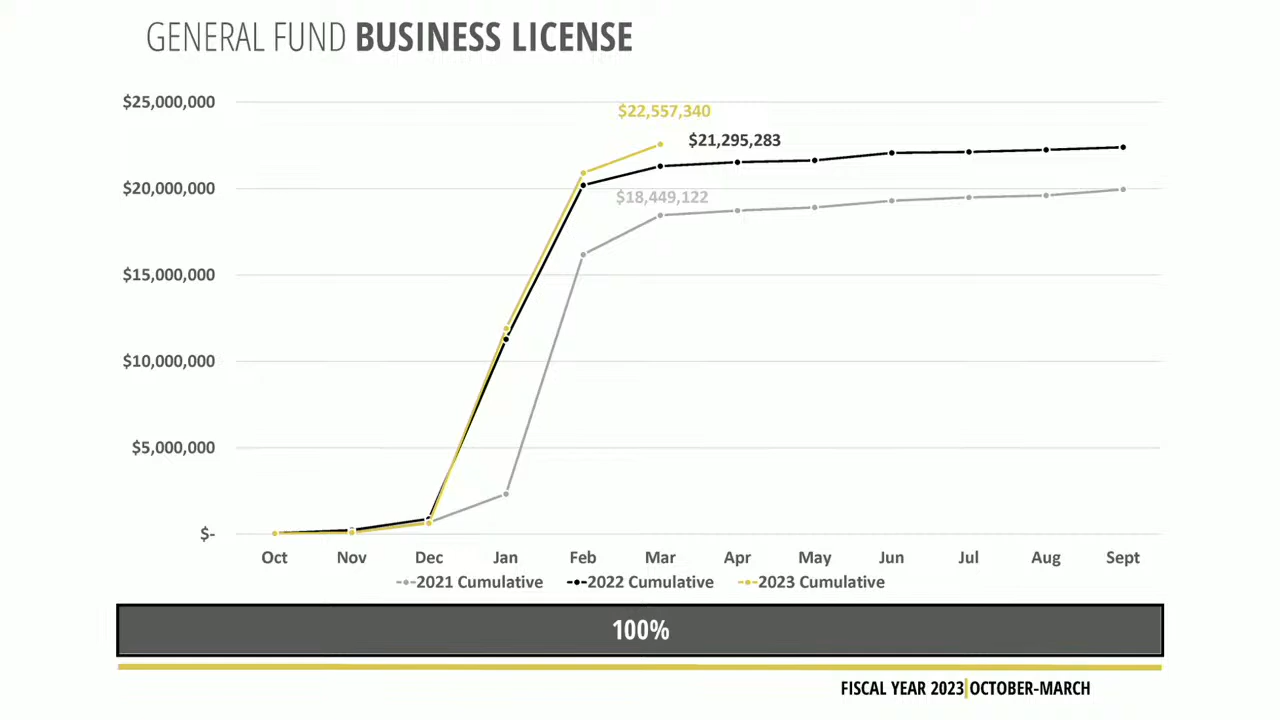 GENERAL FUND BUSINESS LICENSE
$25,000,000
$22,557,340
$21,295,283
$20,000,000
$18,449,122
$15,000,000
$10,000,000
$5,000,000
$-
Oct Nov Dec Jan Feb Mar Apr May Jun Jul Aug Sept
2021 Cumulative 2022 Cumulative 2023 Cumulative
100%
FISCAL YEAR 2023|OCTOBER-MARCH